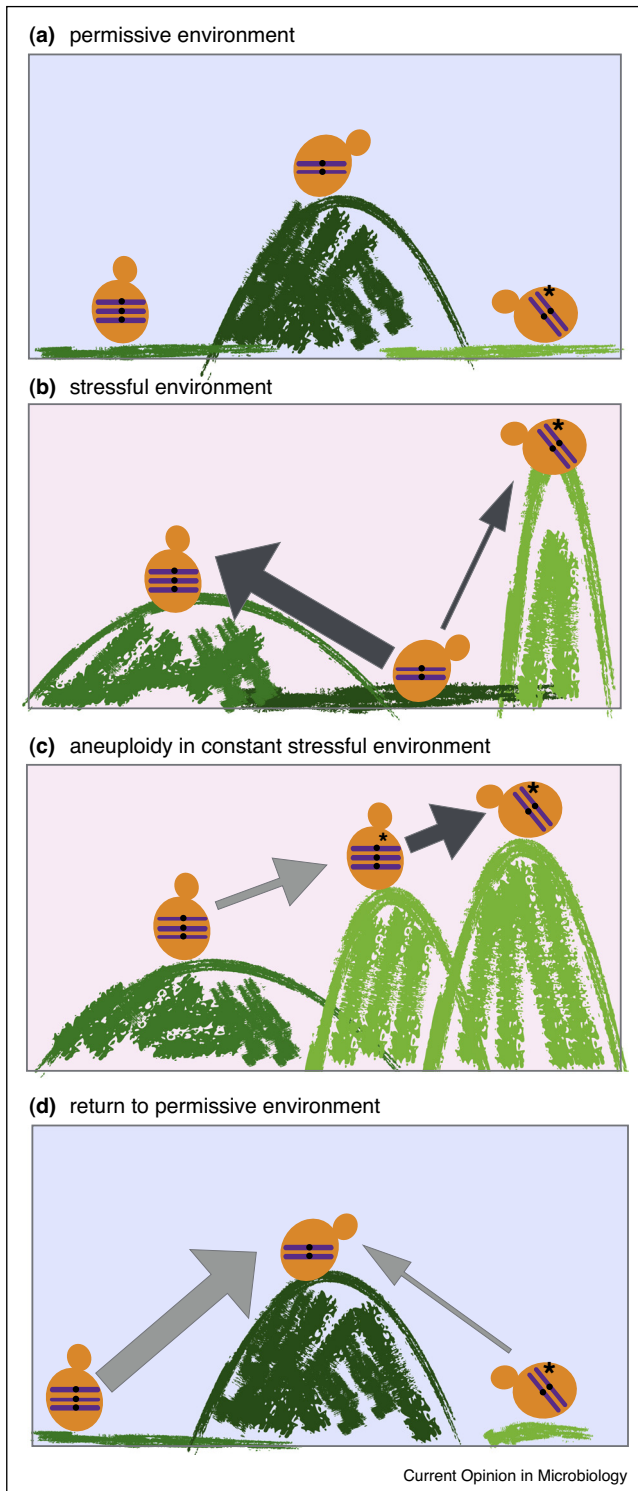 (a) permissive environment
(b) stressful environment
(c) aneuploidy in constant stressful environment
(d) return to permissive environment
Current Opinion in Microbiology